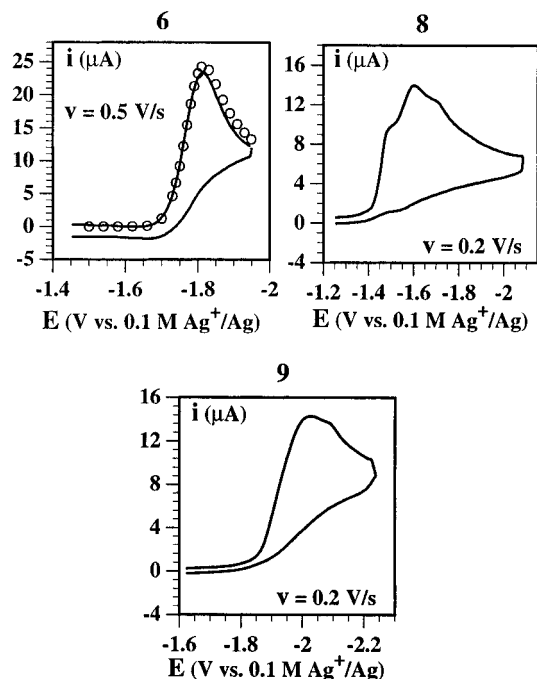 6
i (μA)
v = 0.5 V/s
25
20
15
10
5
0
-5
-1.4 -1.6 -1.8 -2
E (V vs. 0.1 M Ag⁺/Ag)
8
i (μA)
16
12
8
4
0
-4
v = 0.2 V/s
-1.2 -1.4 -1.6 -1.8 -2
E (V vs. 0.1 M Ag⁺/Ag)
9
i (μA)
16
12
8
4
0
-4
v = 0.2 V/s
-1.6 -1.8 -2 -2.2
E (V vs. 0.1 M Ag⁺/Ag)